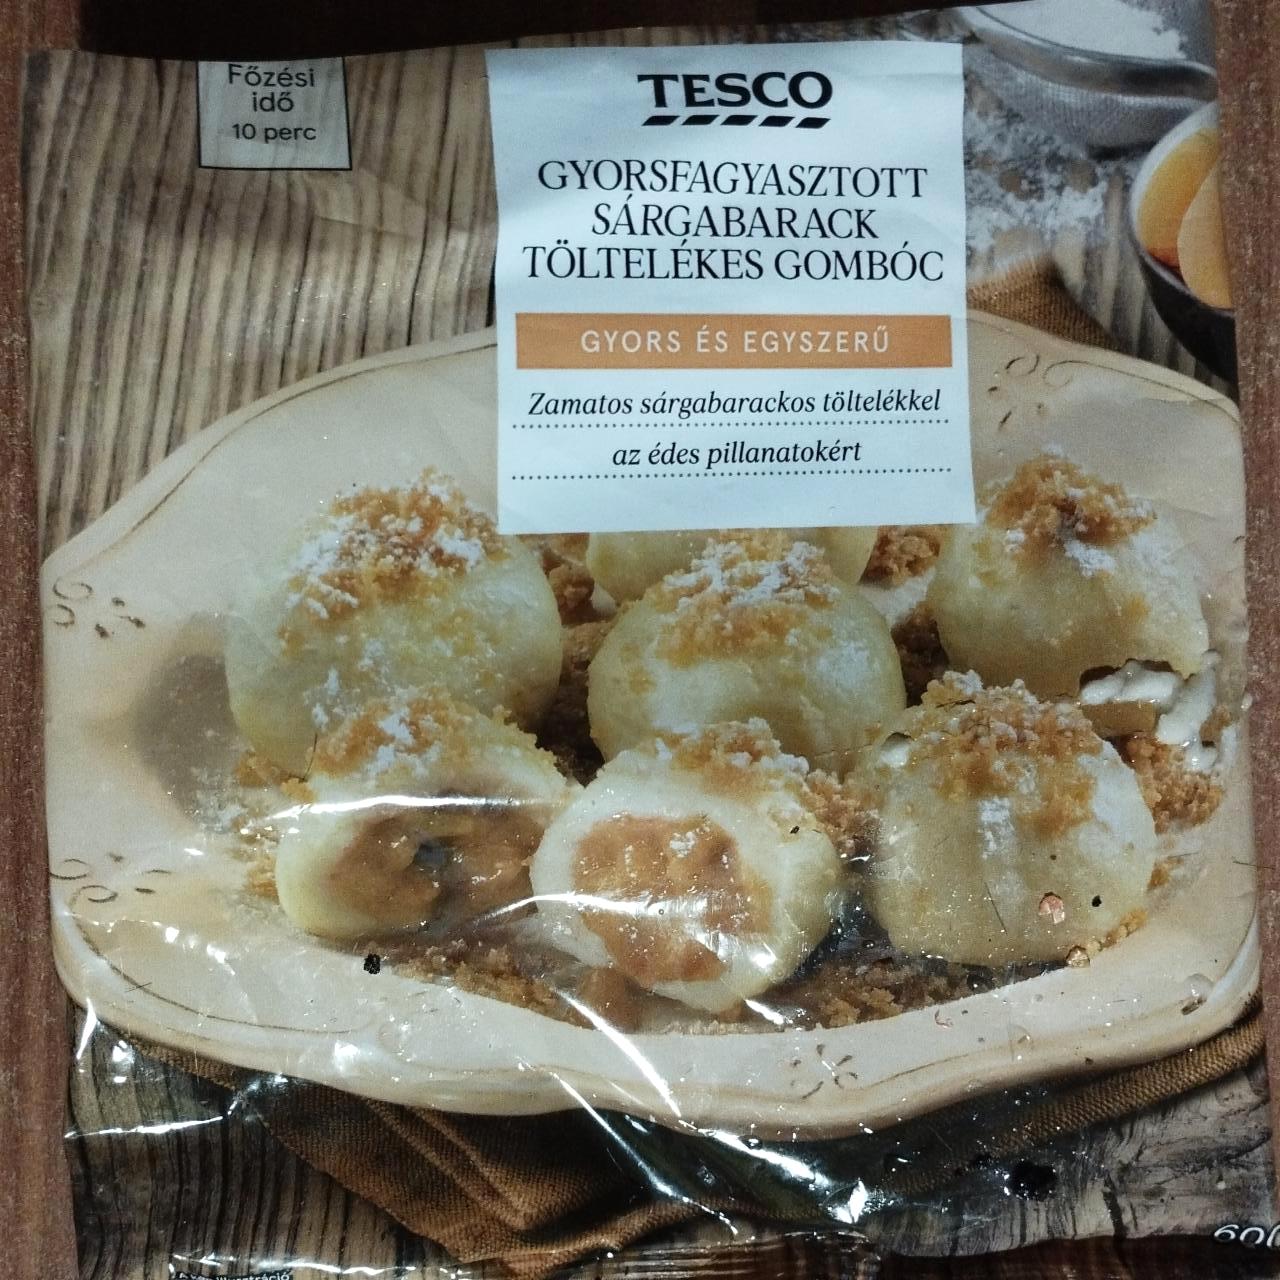 Főzési
idő
10 perc
TESCO
GYORSFAGYASZTOTT
SÁRGABARACK
TÖLTELÉKES GOMBÓC
GYORS ÉS EGYSZERŰ
Zamatos sárgabarackos töltelékkel
az édes pillanatokért